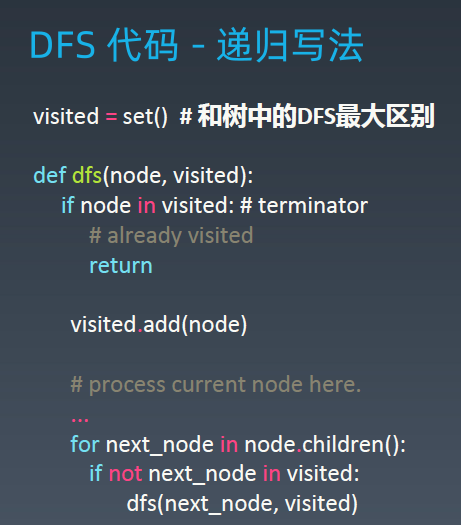 DFS 代码 - 递归写法
visited = set() # 和树中的DFS最大区别
def dfs(node, visited):
if node in visited: # terminator
# already visited
return
visited.add(node)
# process current node here.
...
for next_node in node.children():
if not next_node in visited:
dfs(next_node, visited)